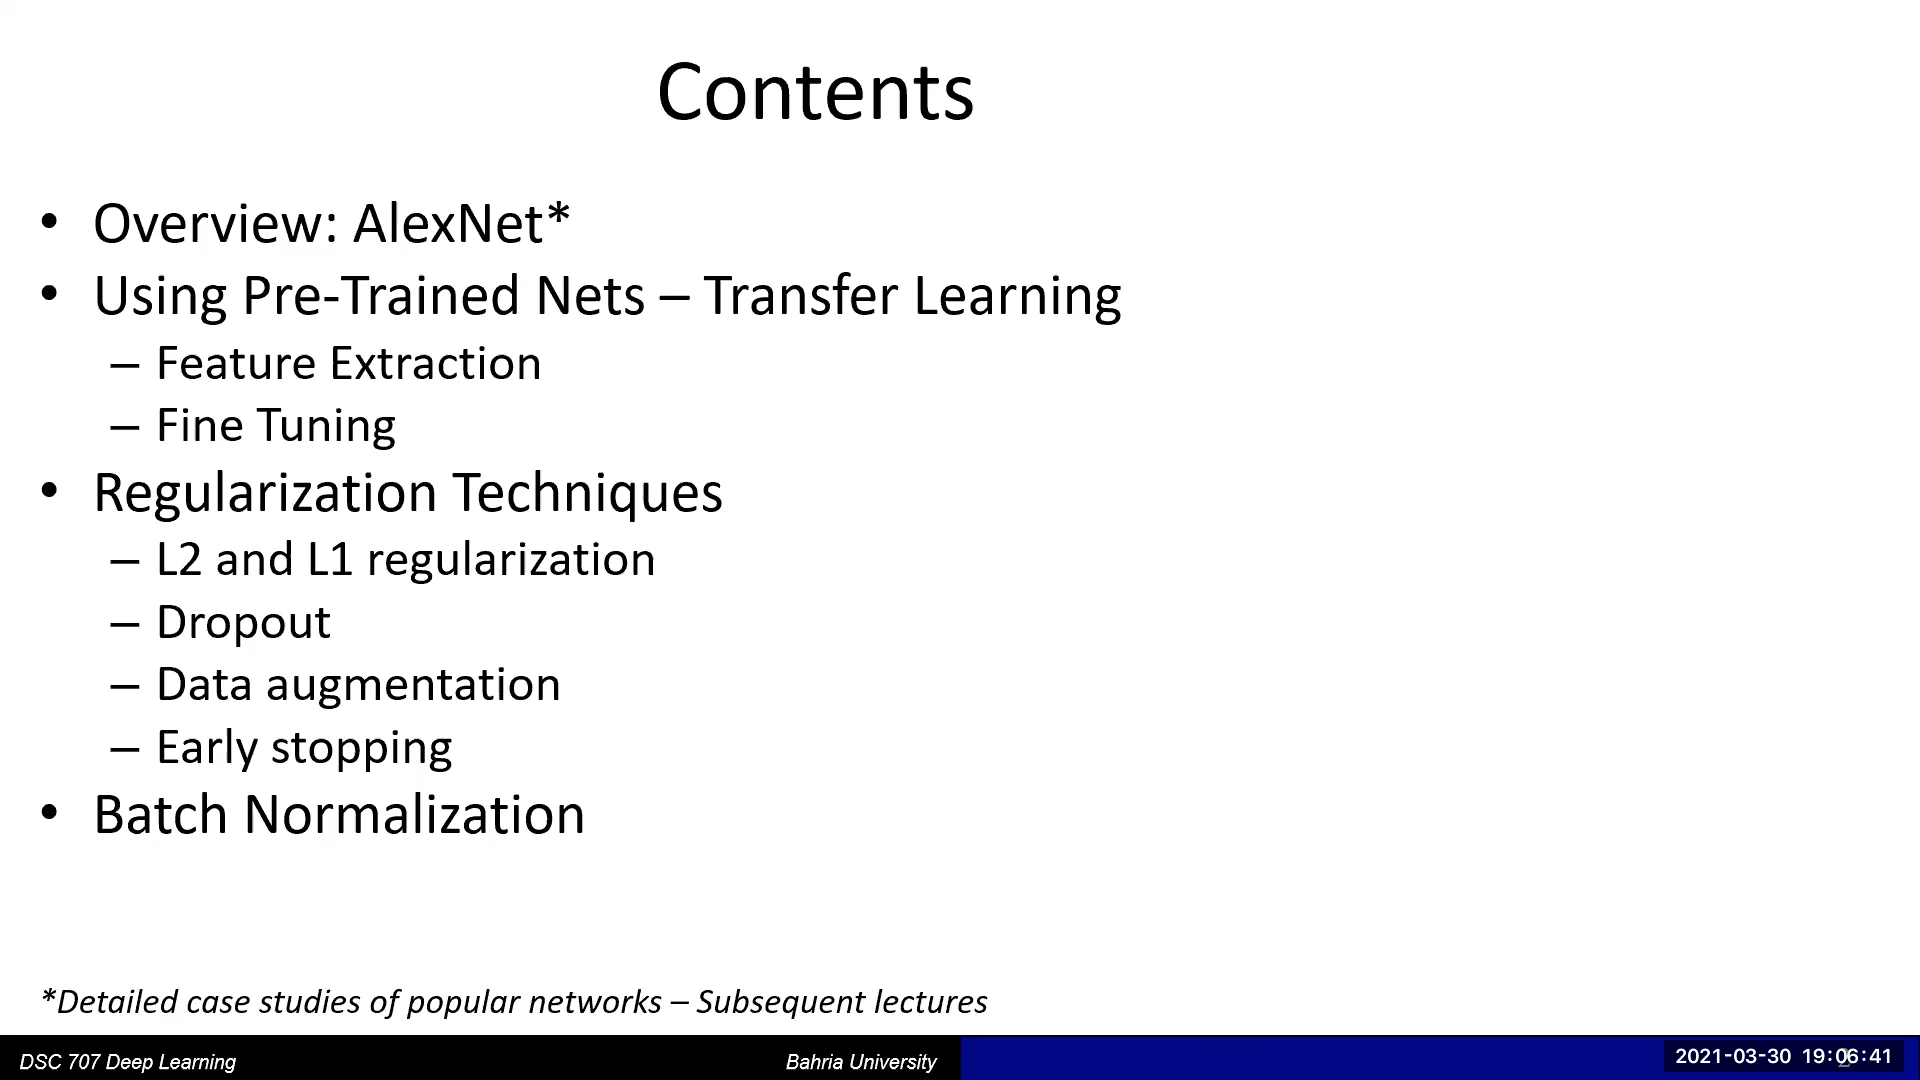 Contents
• Overview: AlexNet*
• Using Pre-Trained Nets – Transfer Learning
– Feature Extraction
– Fine Tuning
• Regularization Techniques
– L2 and L1 regularization
– Dropout
– Data augmentation
– Early stopping
• Batch Normalization
*Detailed case studies of popular networks – Subsequent lectures
DSC 707 Deep Learning
Bahria University
2021-03-30 19:06:41
2